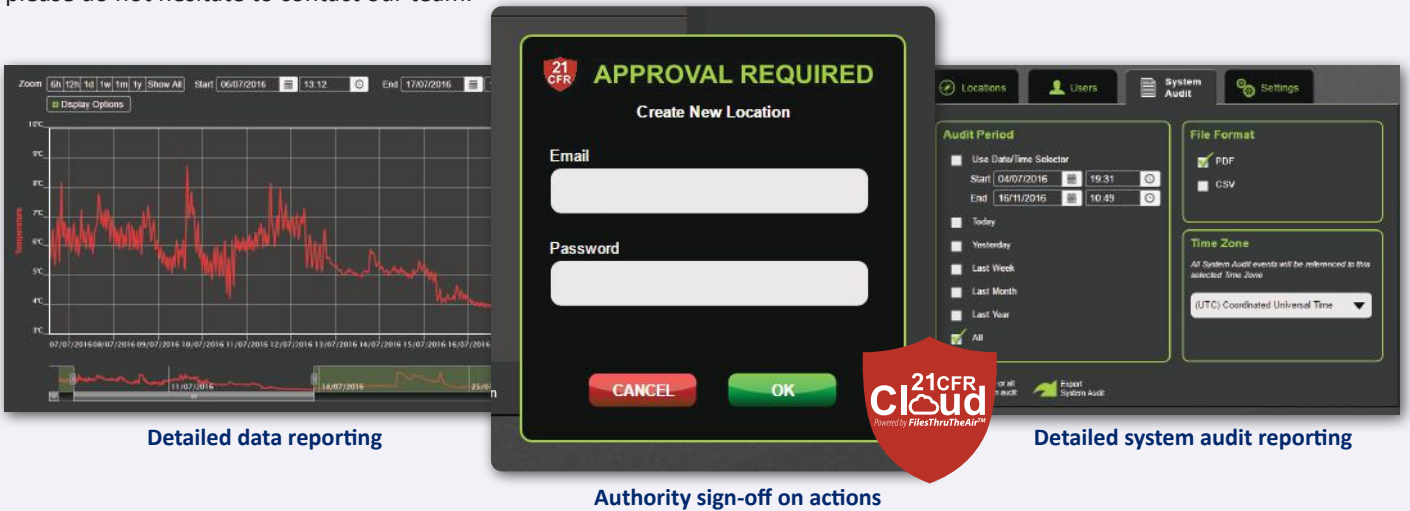 please do not hesitate to contact our team.
Zoom 6h 12h 1d 1w 1m 1y Show All Start 06/07/2016 13:12 End 17/07/2016
Display Options
10°C
9°C
8°C
7°C
6°C
5°C
4°C
3°C
Temperature
07/07/2016 08/07/2016 09/07/2016 10/07/2016 11/07/2016 12/07/2016 13/07/2016 14/07/2016 15/07/2016 16/07/2016
11/07/2016 18/07/2016
Detailed data reporting
21
CFR
APPROVAL REQUIRED
Create New Location
Email
Password
CANCEL OK
Authority sign-off on actions
Locations Users System Audit Settings
Audit Period
Use Date/Time Selector
Start 04/07/2016 19:31
End 16/11/2016 10:49
Today
Yesterday
Last Week
Last Month
Last Year
All
File Format
PDF
CSV
Time Zone
All System Audit events will be referenced to this
selected Time Zone
(UTC) Coordinated Universal Time
or all
audit
Export
System Audit
21CFR
Cloud
Powered by FilesThruTheAir™
Detailed system audit reporting